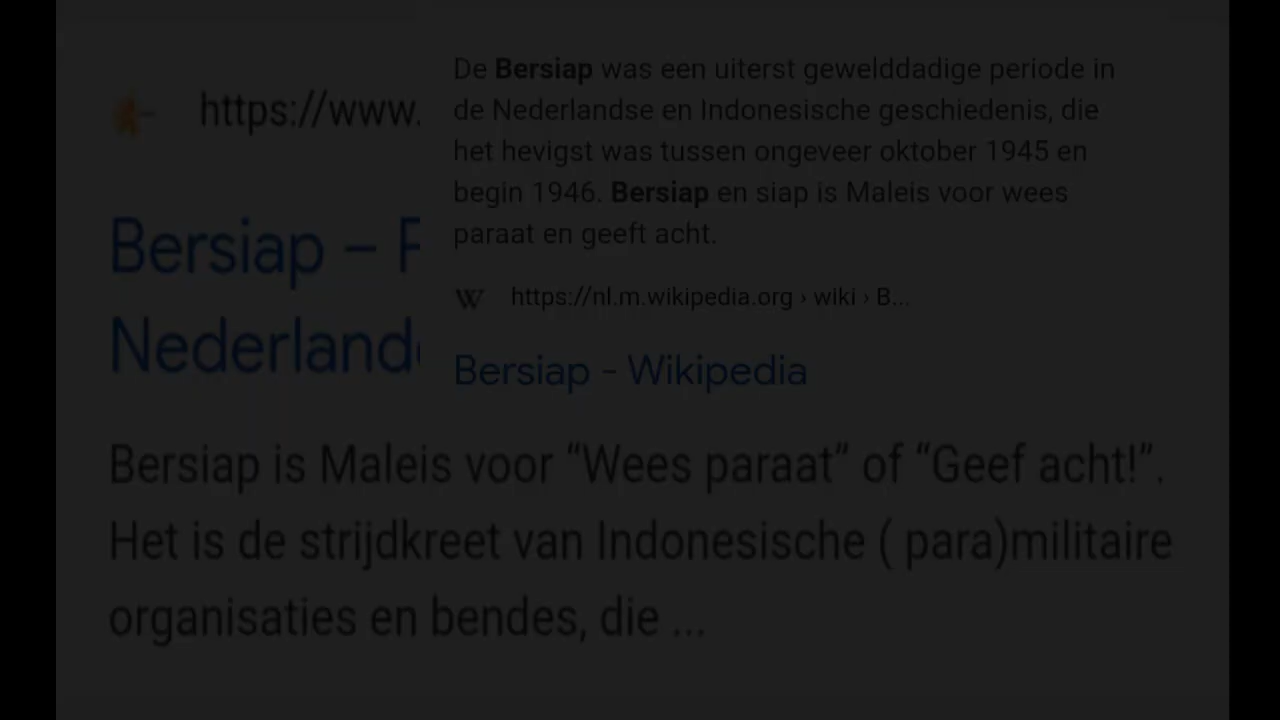 https://www.
Bersiap –
Nederland
De Bersiap was een uiterst gewelddadige periode in
de Nederlandse en Indonesische geschiedenis, die
het hevigst was tussen ongeveer oktober 1945 en
begin 1946. Bersiap en siap is Maleis voor wees
paraat en geeft acht.
W https://nl.m.wikipedia.org › wiki › B...
Bersiap - Wikipedia
Bersiap is Maleis voor “Wees paraat” of “Geef acht!”.
Het is de strijdkreet van Indonesische ( para)militaire
organisaties en bendes, die ...